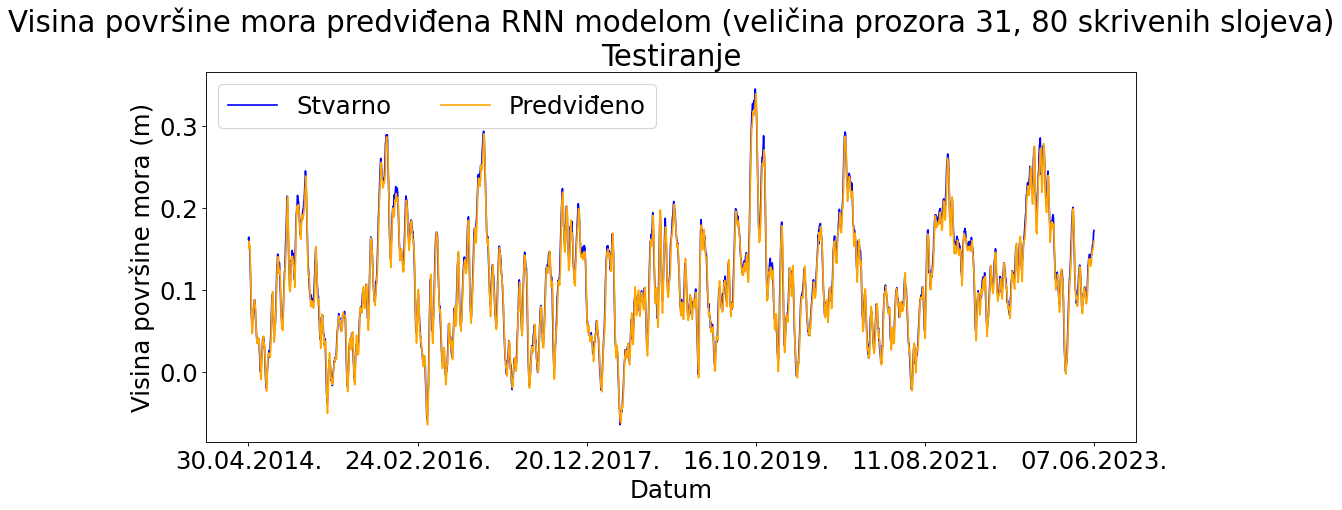 Visina površine mora predviđena RNN modelom (veličina prozora 31, 80 skrivenih slojeva)
Testiranje
Stvarno
Predviđeno
Visina površine mora (m)
0.3
0.2
0.1
0.0
30.04.2014.
24.02.2016.
20.12.2017.
16.10.2019.
11.08.2021.
07.06.2023.
Datum